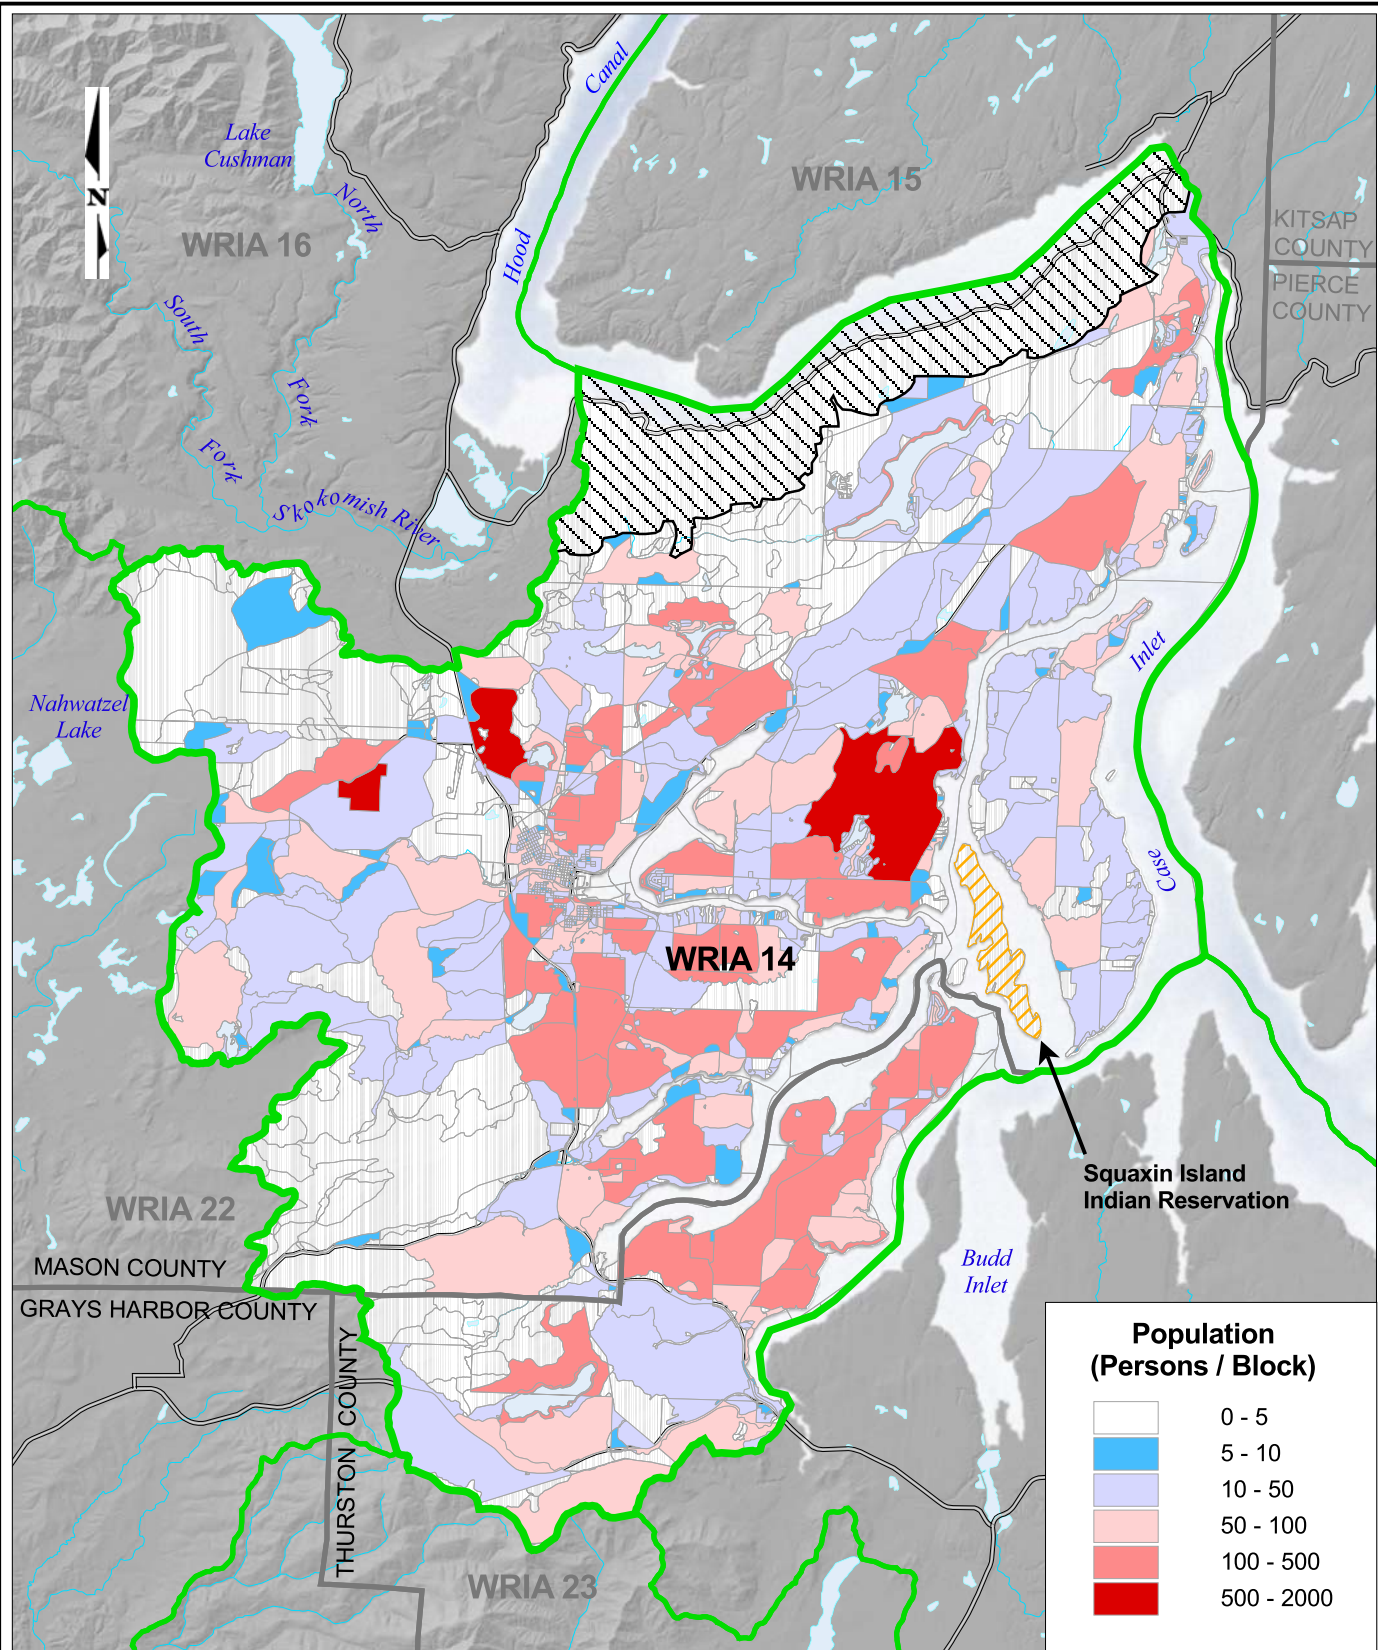 Canal
Lake
Cushman
WRIA 15
North
N
WRIA 16
KITSAP
COUNTY
Hood
PIERCE
COUNTY
South
Fork
Fork
Skokomish River
Inlet
Nahwatzel
Lake
Case
WRIA 14
Squaxin Island
Indian Reservation
WRIA 22
MASON COUNTY
Budd
Inlet
GRAYS HARBOR COUNTY
THURSTON COUNTY
WRIA 23
Population
(Persons / Block)
0 - 5
5 - 10
10 - 50
50 - 100
100 - 500
500 - 2000